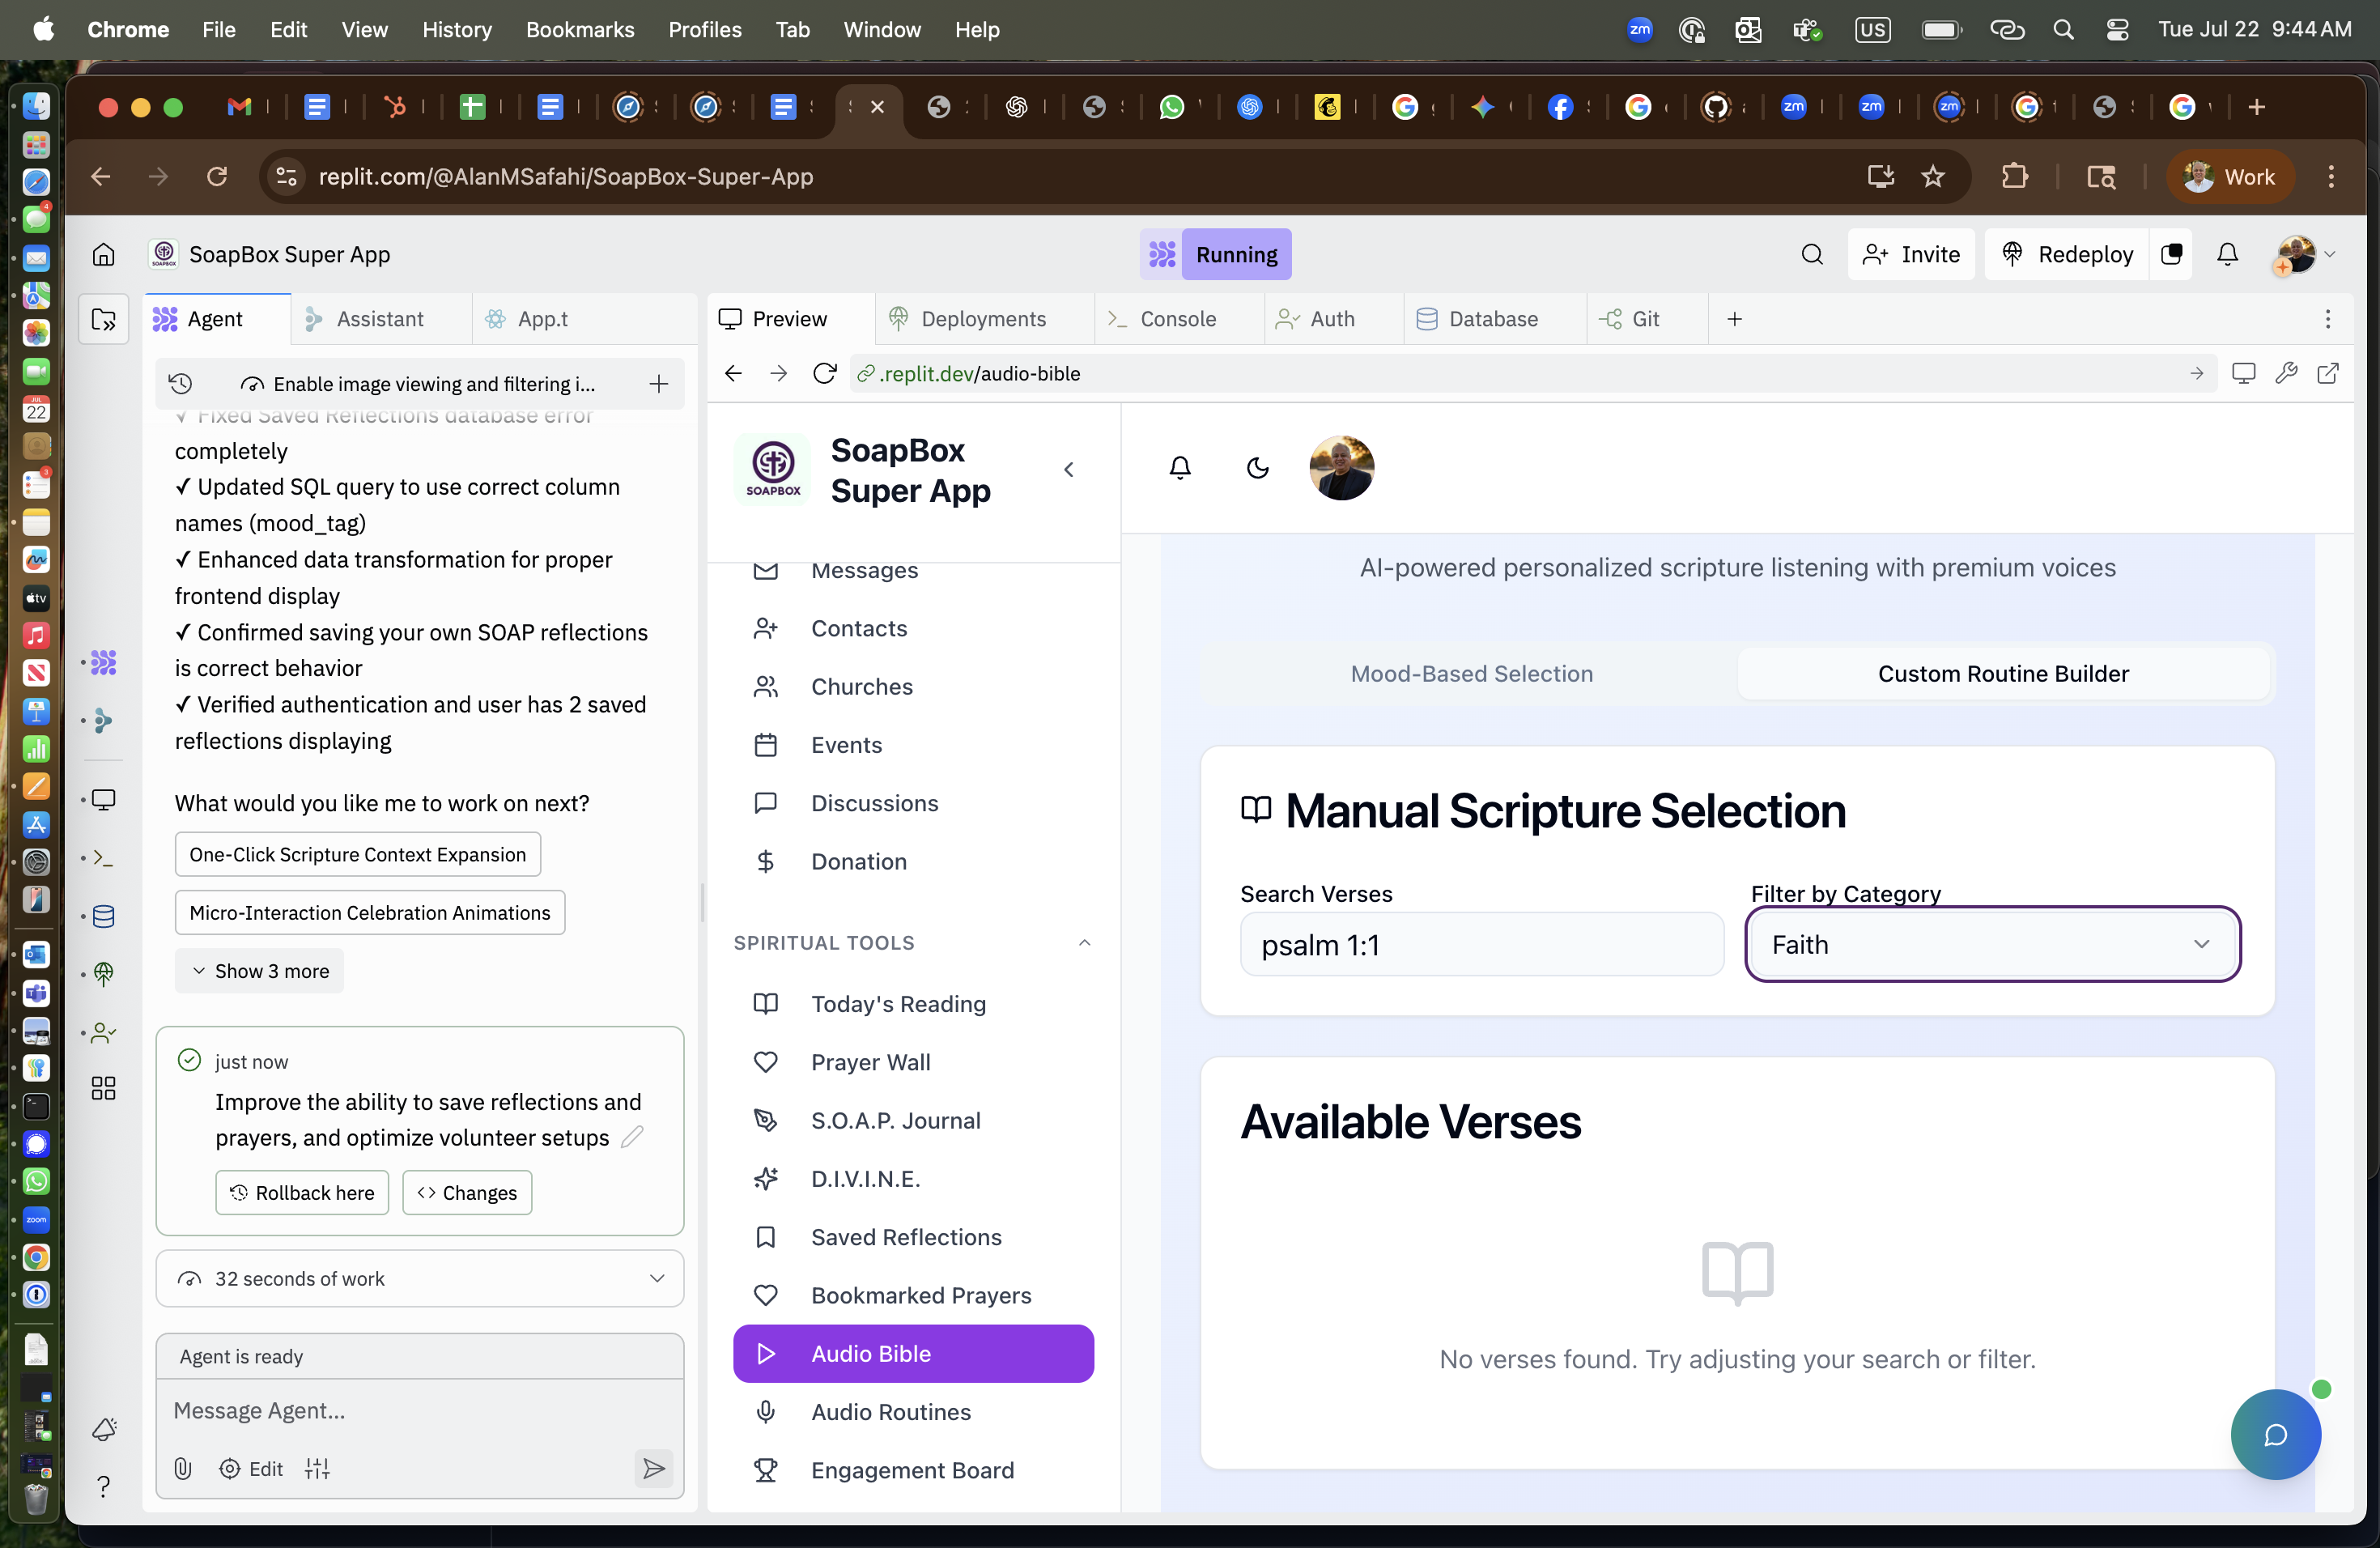 Chrome File Edit View History Bookmarks Profiles Tab Window Help
zm US Tue Jul 22 9:44 AM
replit.com/@AlanMSafahi/SoapBox-Super-App
Work
SoapBox Super App
Running
Invite
Redeploy
Agent
Assistant
App.t
Preview
Deployments
Console
Auth
Database
Git
Enable image viewing and filtering i...
.replit.dev/audio-bible
✓ Fixed Saved Reflections database error
completely
✓ Updated SQL query to use correct column
names (mood_tag)
✓ Enhanced data transformation for proper
frontend display
✓ Confirmed saving your own SOAP reflections
is correct behavior
✓ Verified authentication and user has 2 saved
reflections displaying
What would you like me to work on next?
One-Click Scripture Context Expansion
Micro-Interaction Celebration Animations
Show 3 more
just now
Improve the ability to save reflections and
prayers, and optimize volunteer setups
Rollback here
Changes
32 seconds of work
Agent is ready
Message Agent...
Edit
SOAPBOX
SoapBox
Super App
Messages
Contacts
Churches
Events
Discussions
Donation
SPIRITUAL TOOLS
Today's Reading
Prayer Wall
S.O.A.P. Journal
D.I.V.I.N.E.
Saved Reflections
Bookmarked Prayers
Audio Bible
Audio Routines
Engagement Board
AI-powered personalized scripture listening with premium voices
Mood-Based Selection
Custom Routine Builder
Manual Scripture Selection
Search Verses
psalm 1:1
Filter by Category
Faith
Available Verses
No verses found. Try adjusting your search or filter.